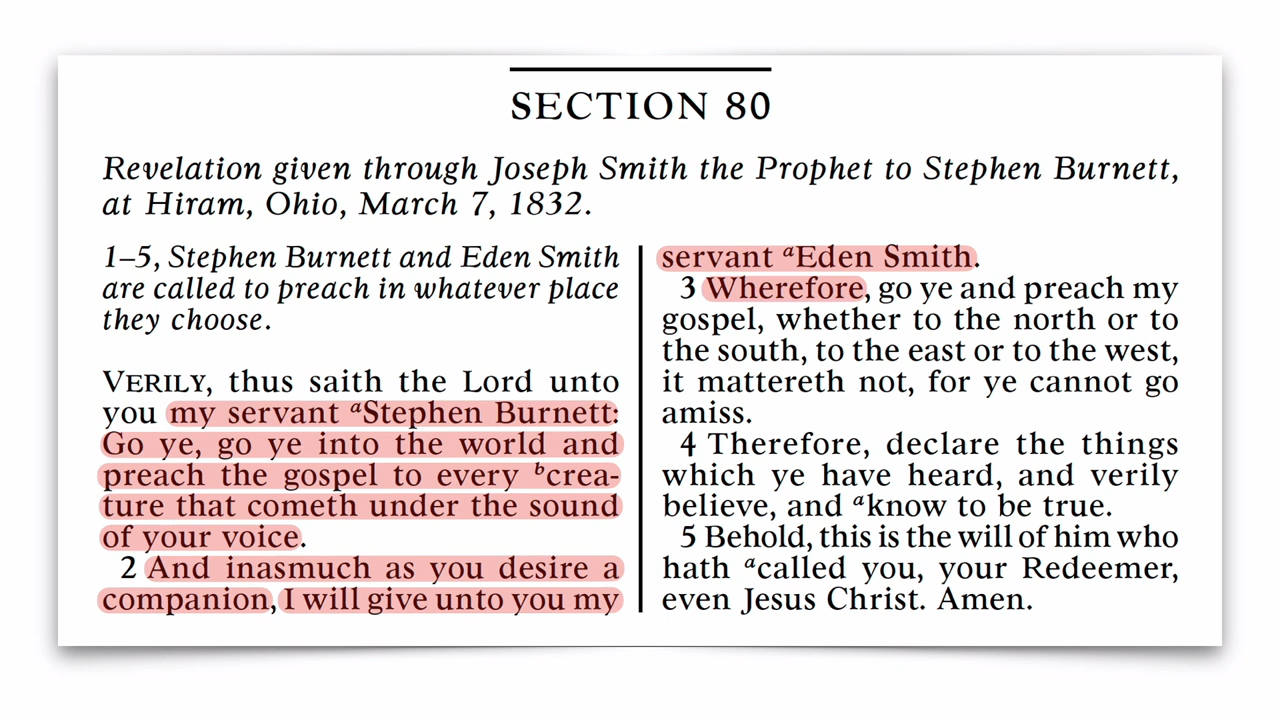 SECTION 80
Revelation given through Joseph Smith the Prophet to Stephen Burnett,
at Hiram, Ohio, March 7, 1832.
1–5, Stephen Burnett and Eden Smith
are called to preach in whatever place
they choose.
VERILY, thus saith the Lord unto
you my servant aStephen Burnett:
Go ye, go ye into the world and
preach the gospel to every bcrea-
ture that cometh under the sound
of your voice.
2 And inasmuch as you desire a
companion, I will give unto you my
servant aEden Smith.
3 Wherefore, go ye and preach my
gospel, whether to the north or to
the south, to the east or to the west,
it mattereth not, for ye cannot go
amiss.
4 Therefore, declare the things
which ye have heard, and verily
believe, and aknow to be true.
5 Behold, this is the will of him who
hath acalled you, your Redeemer,
even Jesus Christ. Amen.